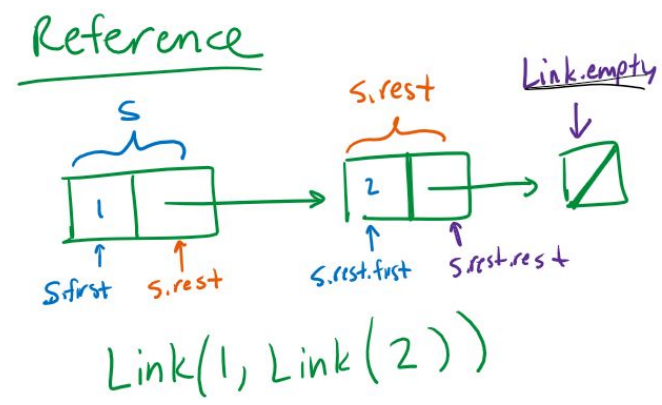 Reference
S
s.rest
Link.empty
1
2
S.first
s.rest
s.rest.first
s.rest.rest
Link(1, Link(2))